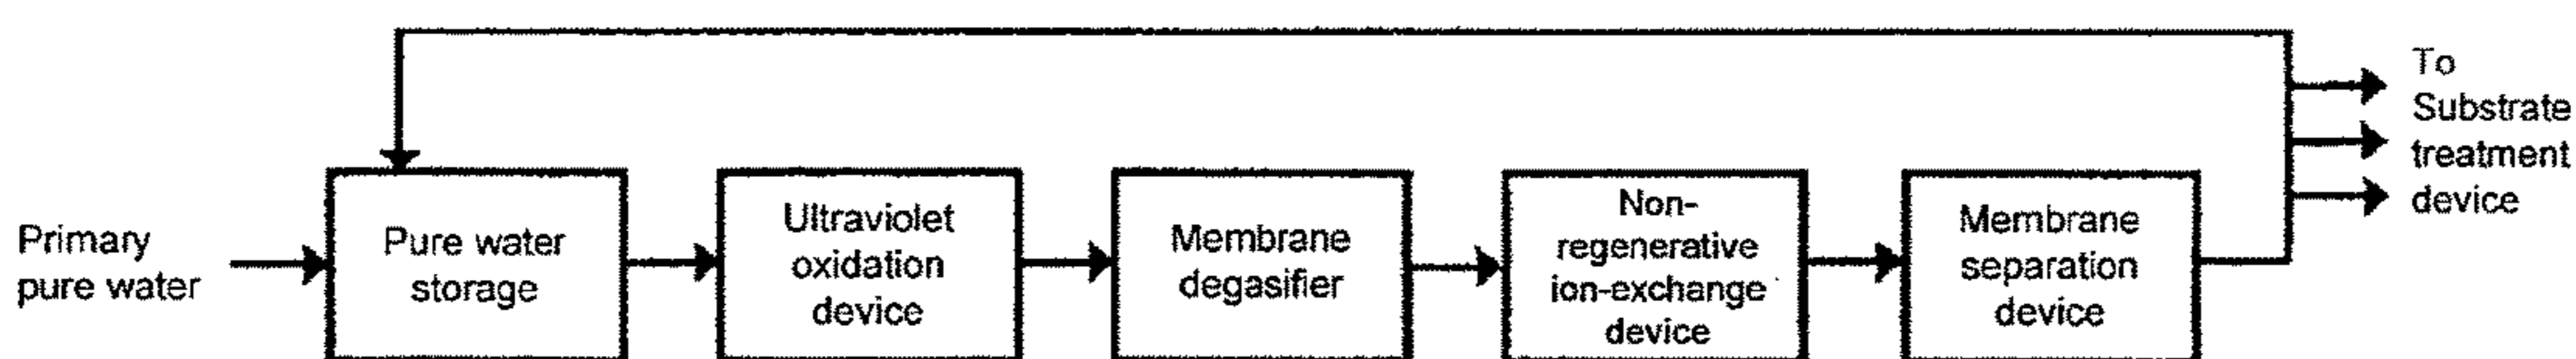 Primary
pure water
Pure water
storage
Ultraviolet
oxidation
device
Membrane
degasifier
Non-
regenerative
ion-exchange
device
Membrane
separation
device
To
Substrate
treatment
device